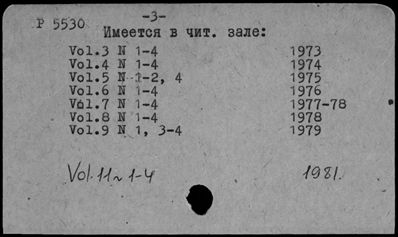 P 5530
-3-
Имеется в чит. зале:
Vol.3 N 1-4 1973
Vol.4 N 1-4 1974
Vol.5 N 1-2, 4 1975
Vol.6 N 1-4 1976
Vol.7 N 1-4 1977-78
Vol.8 N 1-4 1978
Vol.9 N 1, 3-4 1979
Vol.11 N 1-4 1981.